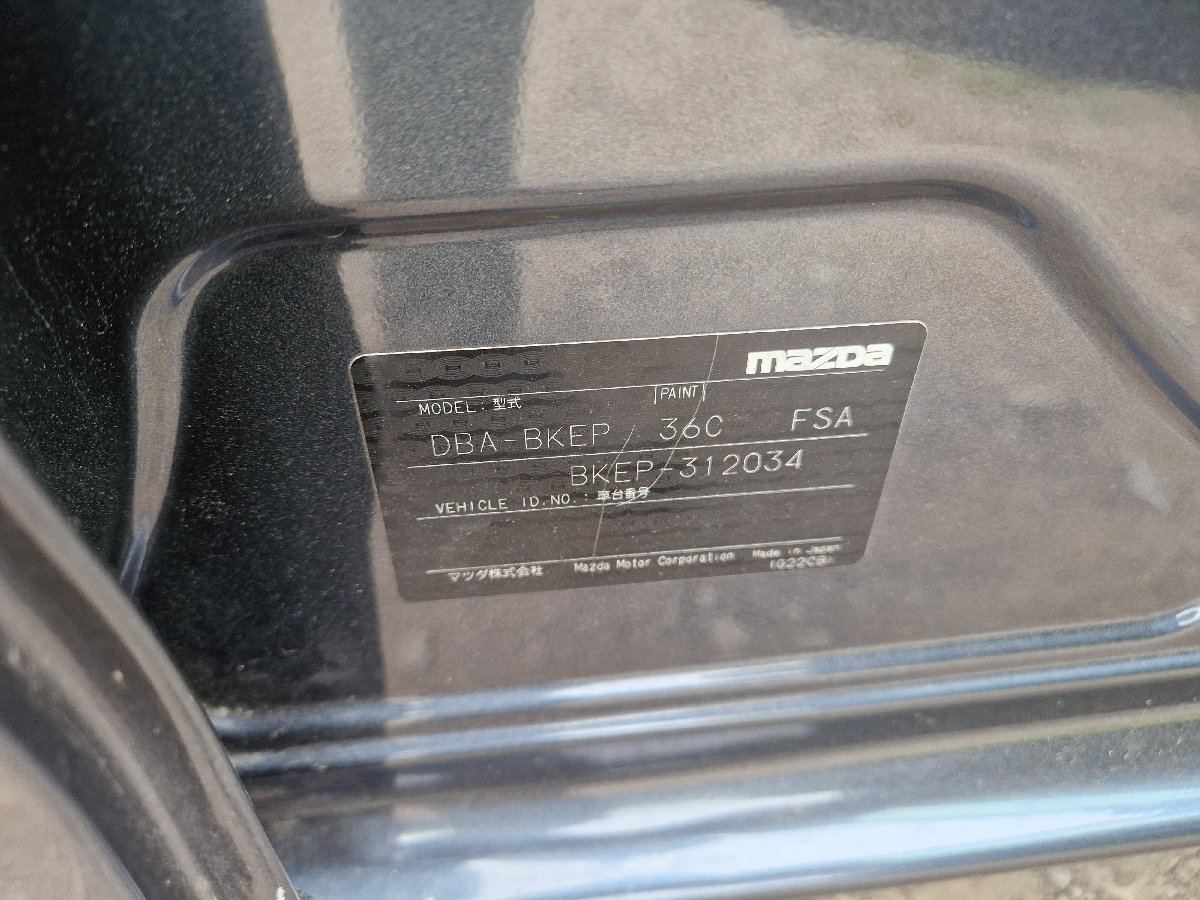 mazda
MODEL : 型式 PAINT
DBA-BKEP 36C FSA
BKEP-312034
VEHICLE ID.NO. : 車台番号
マツダ株式会社 Mazda Motor Corporation Made in Japan